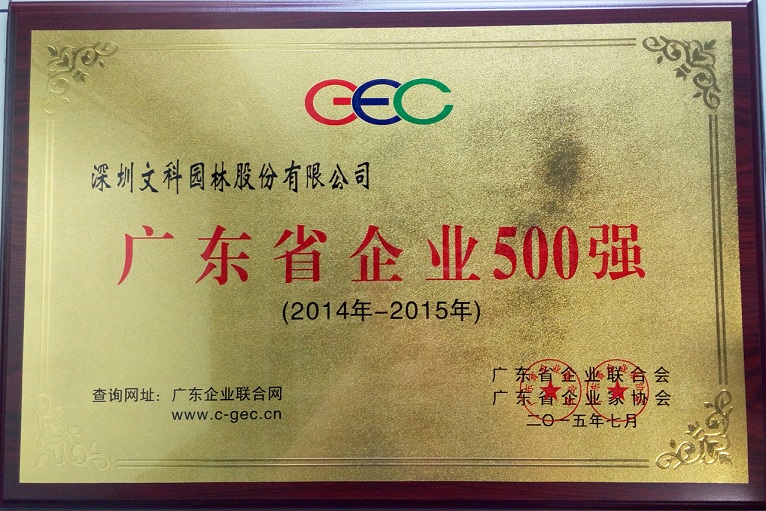 GEC
深圳文科园林股份有限公司
广东省企业500强
(2014年-2015年)
查询网址：广东企业联合网
www.c-gec.cn
广东省企业联合会
广东省企业家协会
二〇一五年七月